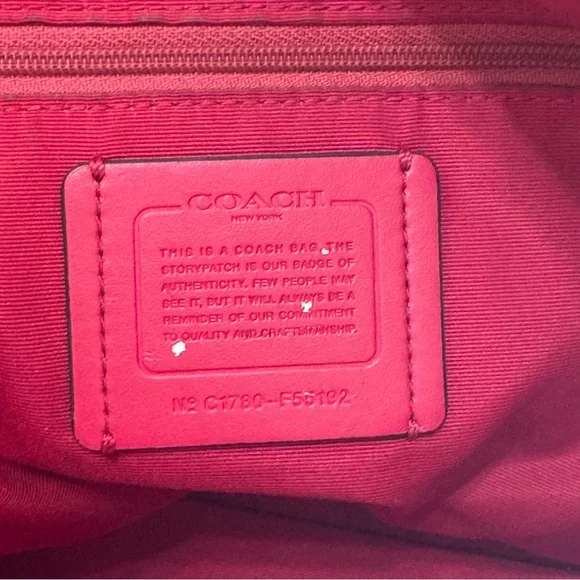 COACH
NEW YORK
THIS IS A COACH BAG. THE
STORYPATCH IS OUR BADGE OF
AUTHENTICITY. FEW PEOPLE MAY
SEE IT, BUT IT WILL ALWAYS BE A
REMINDER OF OUR COMMITMENT
TO QUALITY AND CRAFTSMANSHIP.
Nº C1780-F55192